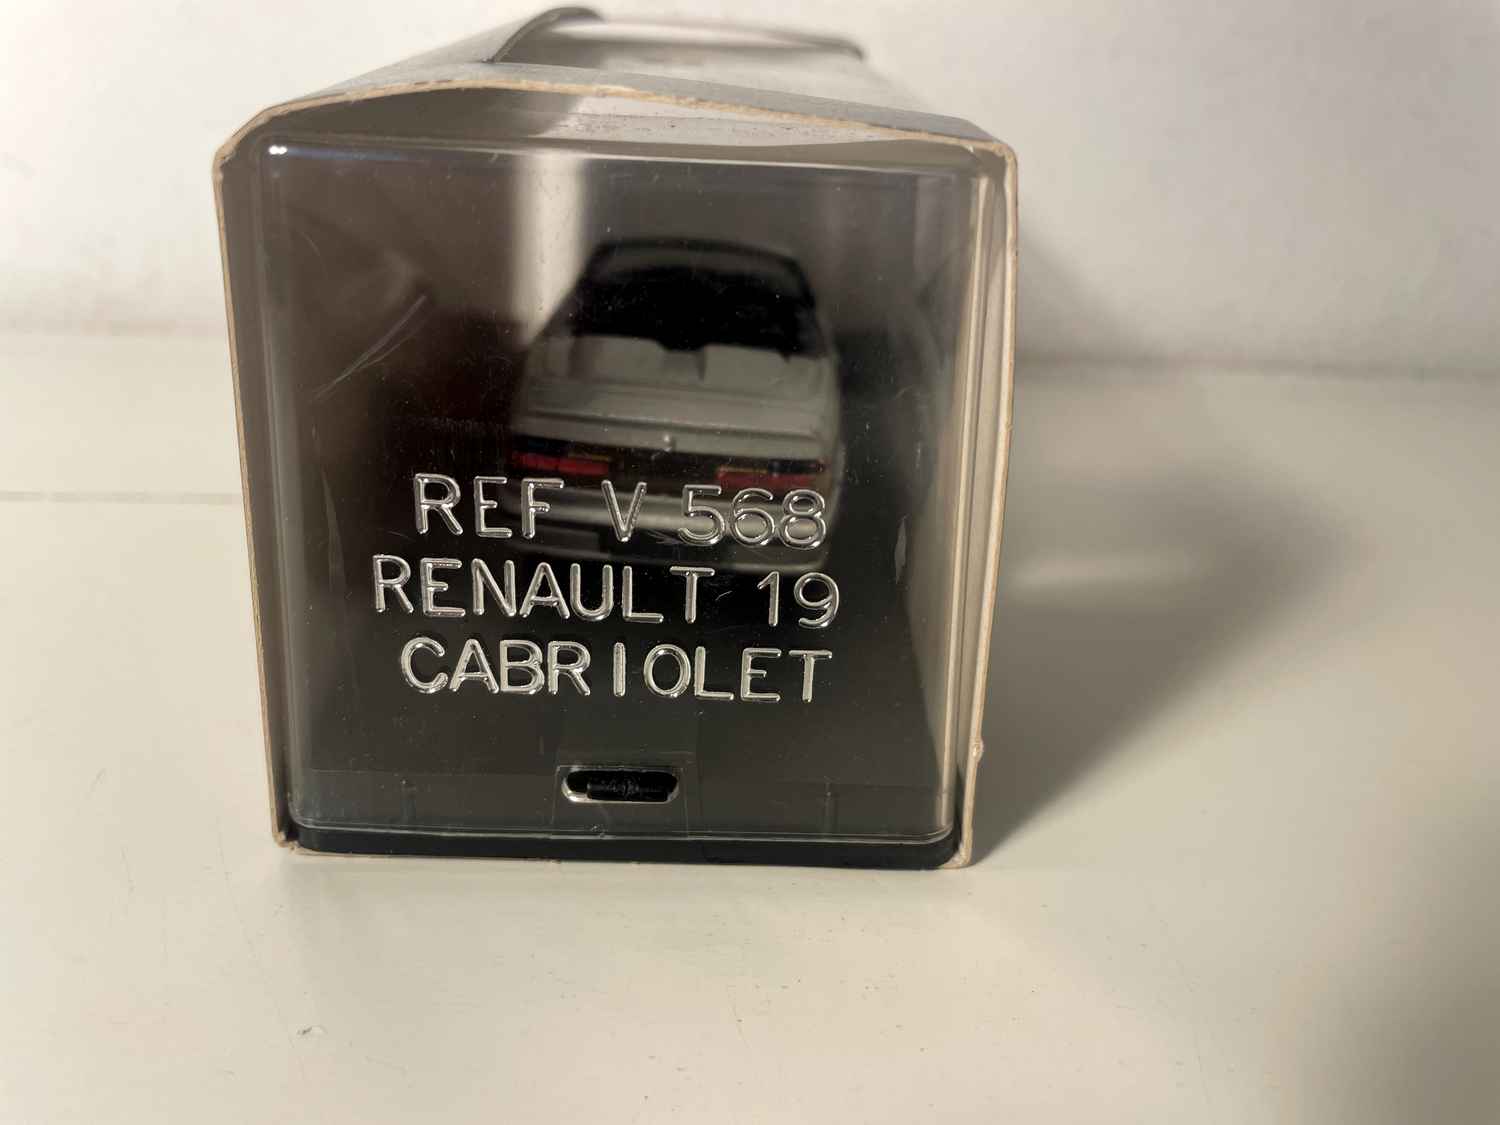 REF V 568
RENAULT 19
CABRIOLET